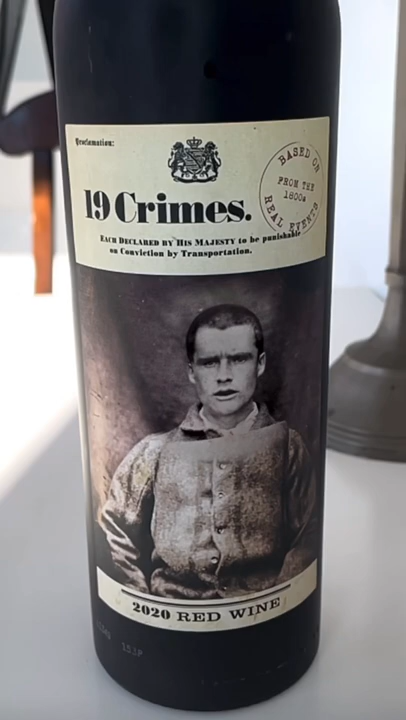 Proclamation:
19 Crimes.
BASED ON
FROM THE
1800s
REAL EVENTS
EACH DECLARED BY HIS MAJESTY to be punishable
on Conviction by Transportation.
2020 RED WINE